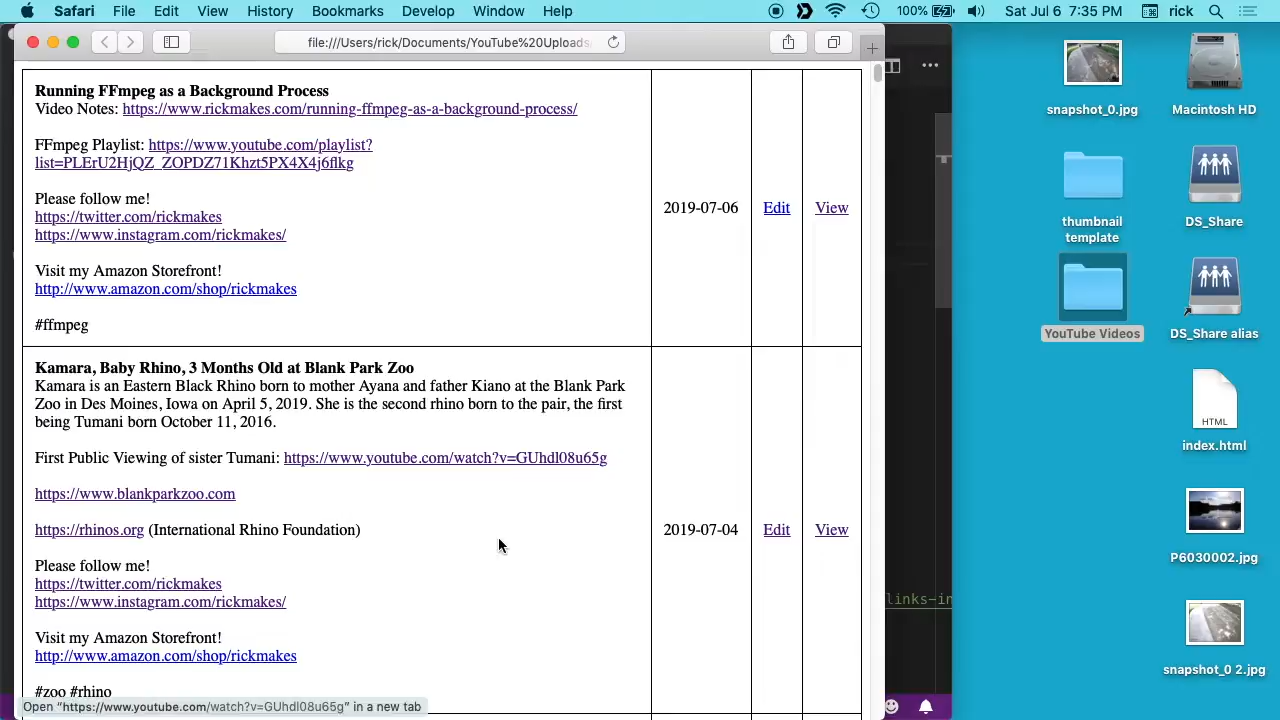 Safari File Edit View History Bookmarks Develop Window Help 100% Sat Jul 6 7:35 PM rick
file:///Users/rick/Documents/YouTube%20Uploads
Running FFmpeg as a Background Process
Video Notes: https://www.rickmakes.com/running-ffmpeg-as-a-background-process/
FFmpeg Playlist: https://www.youtube.com/playlist?
list=PLErU2HjQZ_ZOPDZ71Khzt5PX4X4j6flkg
Please follow me!
https://twitter.com/rickmakes
https://www.instagram.com/rickmakes/
Visit my Amazon Storefront!
http://www.amazon.com/shop/rickmakes
#ffmpeg
2019-07-06 Edit View
Kamara, Baby Rhino, 3 Months Old at Blank Park Zoo
Kamara is an Eastern Black Rhino born to mother Ayana and father Kiano at the Blank Park
Zoo in Des Moines, Iowa on April 5, 2019. She is the second rhino born to the pair, the first
being Tumani born October 11, 2016.
First Public Viewing of sister Tumani: https://www.youtube.com/watch?v=GUhdl08u65g
https://www.blankparkzoo.com
https://rhinos.org (International Rhino Foundation)
Please follow me!
https://twitter.com/rickmakes
https://www.instagram.com/rickmakes/
Visit my Amazon Storefront!
http://www.amazon.com/shop/rickmakes
#zoo #rhino
2019-07-04 Edit View
Open “https://www.youtube.com/watch?v=GUhdl08u65g” in a new tab
links-in
snapshot_0.jpg
Macintosh HD
thumbnail
template
DS_Share
YouTube Videos
DS_Share alias
HTML
index.html
P6030002.jpg
snapshot_0 2.jpg